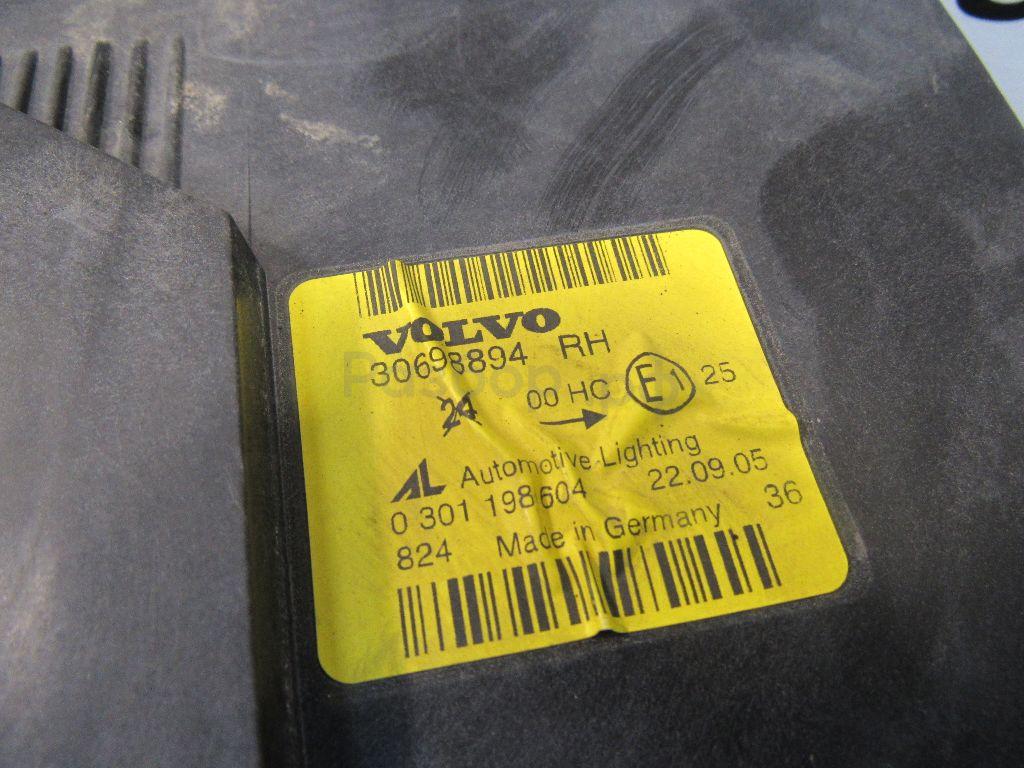 VOLVO
30698894 RH
24 00 HC E1 25
AL Automotive Lighting
0 301 198 604 22.09.05
824 Made in Germany 36